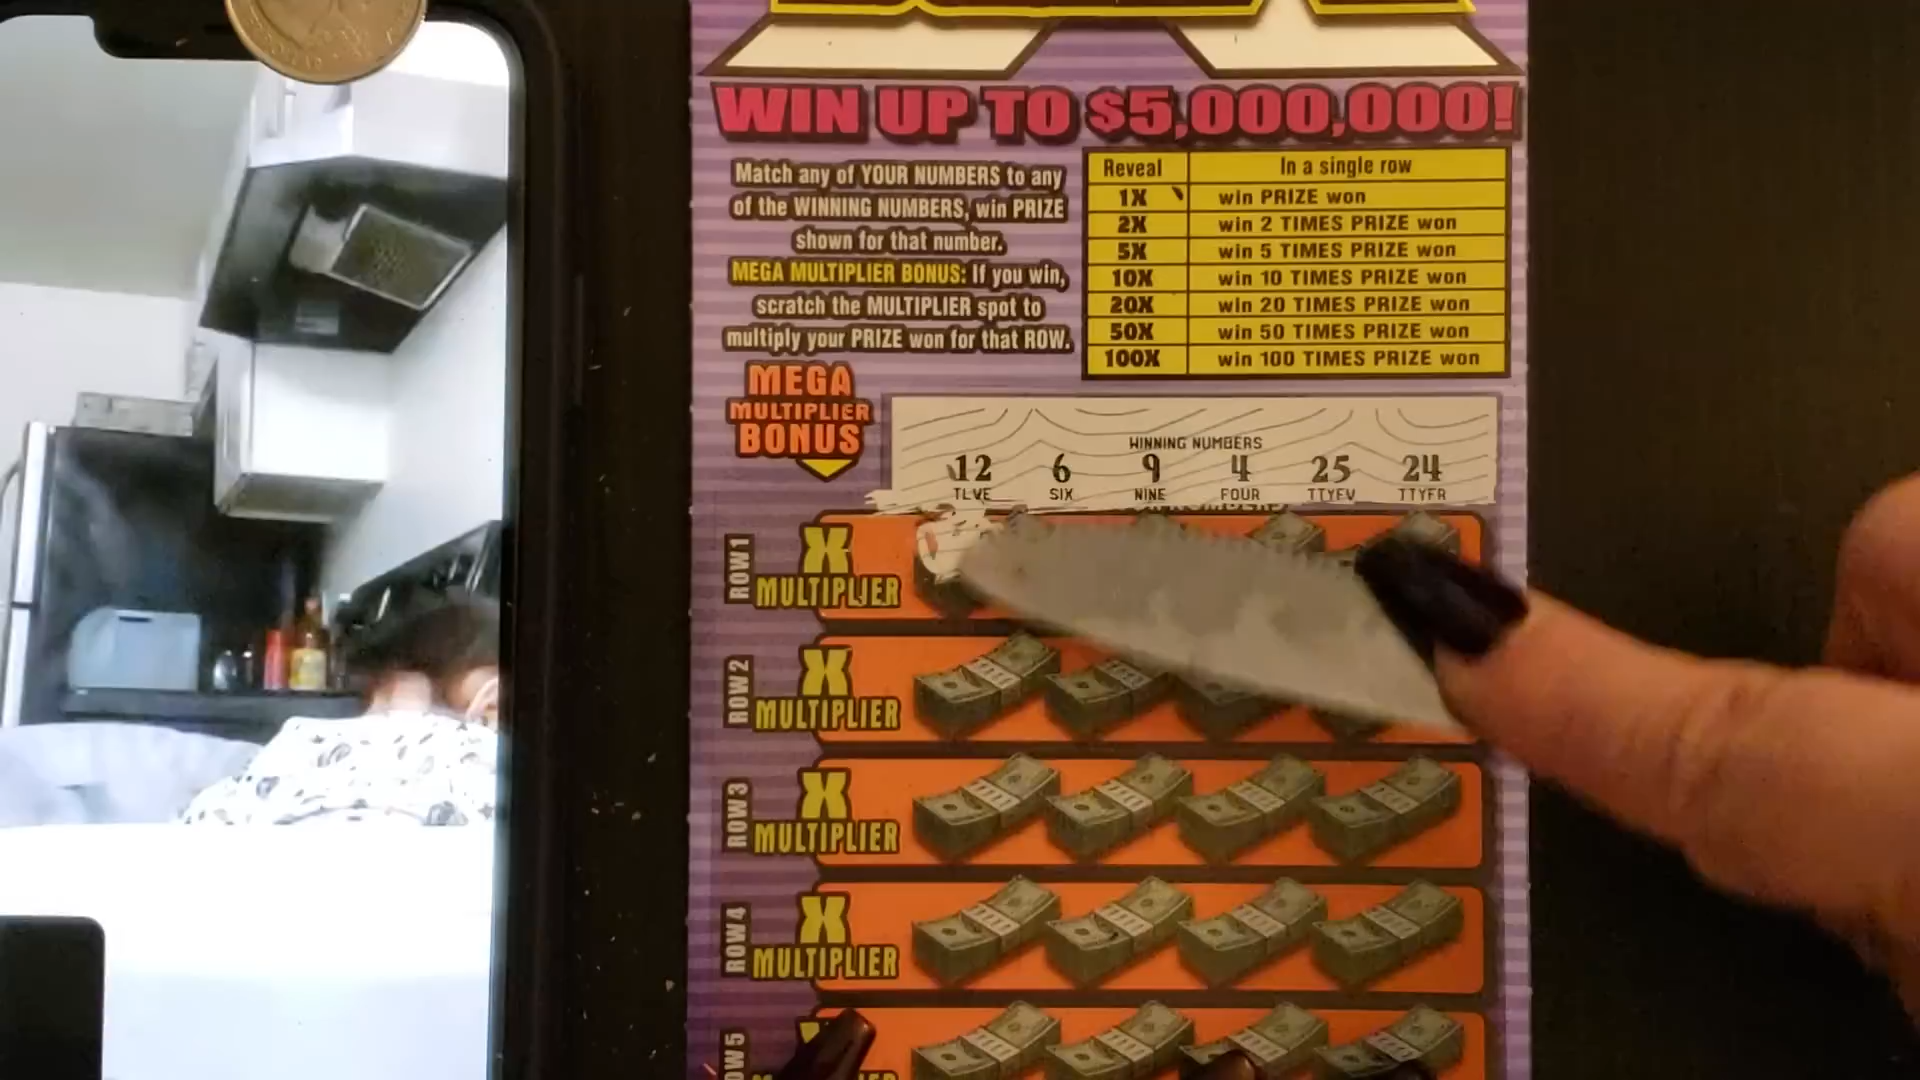 WIN UP TO $5,000,000!
Match any of YOUR NUMBERS to any
of the WINNING NUMBERS, win PRIZE
shown for that number.
MEGA MULTIPLIER BONUS: If you win,
scratch the MULTIPLIER spot to
multiply your PRIZE won for that ROW.
Reveal In a single row
1X win PRIZE won
2X win 2 TIMES PRIZE won
5X win 5 TIMES PRIZE won
10X win 10 TIMES PRIZE won
20X win 20 TIMES PRIZE won
50X win 50 TIMES PRIZE won
100X win 100 TIMES PRIZE won
MEGA
MULTIPLIER
BONUS
WINNING NUMBERS
12 6 9 4 25 24
TLVE SIX NINE FOUR TTYFV TTYFR
ROW 1
X
MULTIPLIER
ROW 2
X
MULTIPLIER
ROW 3
X
MULTIPLIER
ROW 4
X
MULTIPLIER
ROW 5